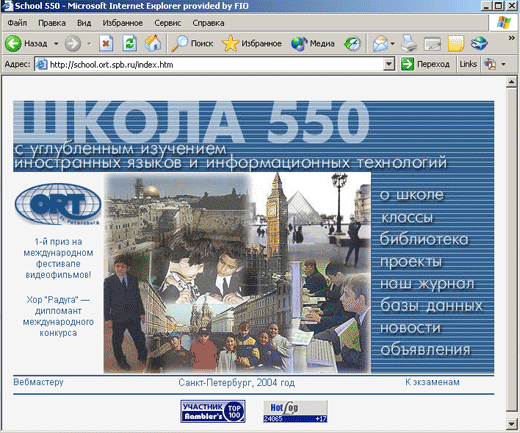 School 550 - Microsoft Internet Explorer provided by FIO
Файл Правка Вид Избранное Сервис Справка
Назад Поиск Избранное Медиа
Адрес: http://school.ort.spb.ru/index.htm Переход Links
ШКОЛА 550
с углубленным изучением
иностранных языков и информационных технологий
ORT
St. Petersburg
1-й приз на
международном
фестивале
видеофильмов!
Хор "Радуга" —
дипломант
международного
конкурса
о школе
классы
библиотека
проекты
наш журнал
базы данных
новости
объявления
Вебмастеру Санкт-Петербург, 2004 год К экзаменам
УЧАСТНИК
Rambler's
TOP
100
HotLog
24065 +17